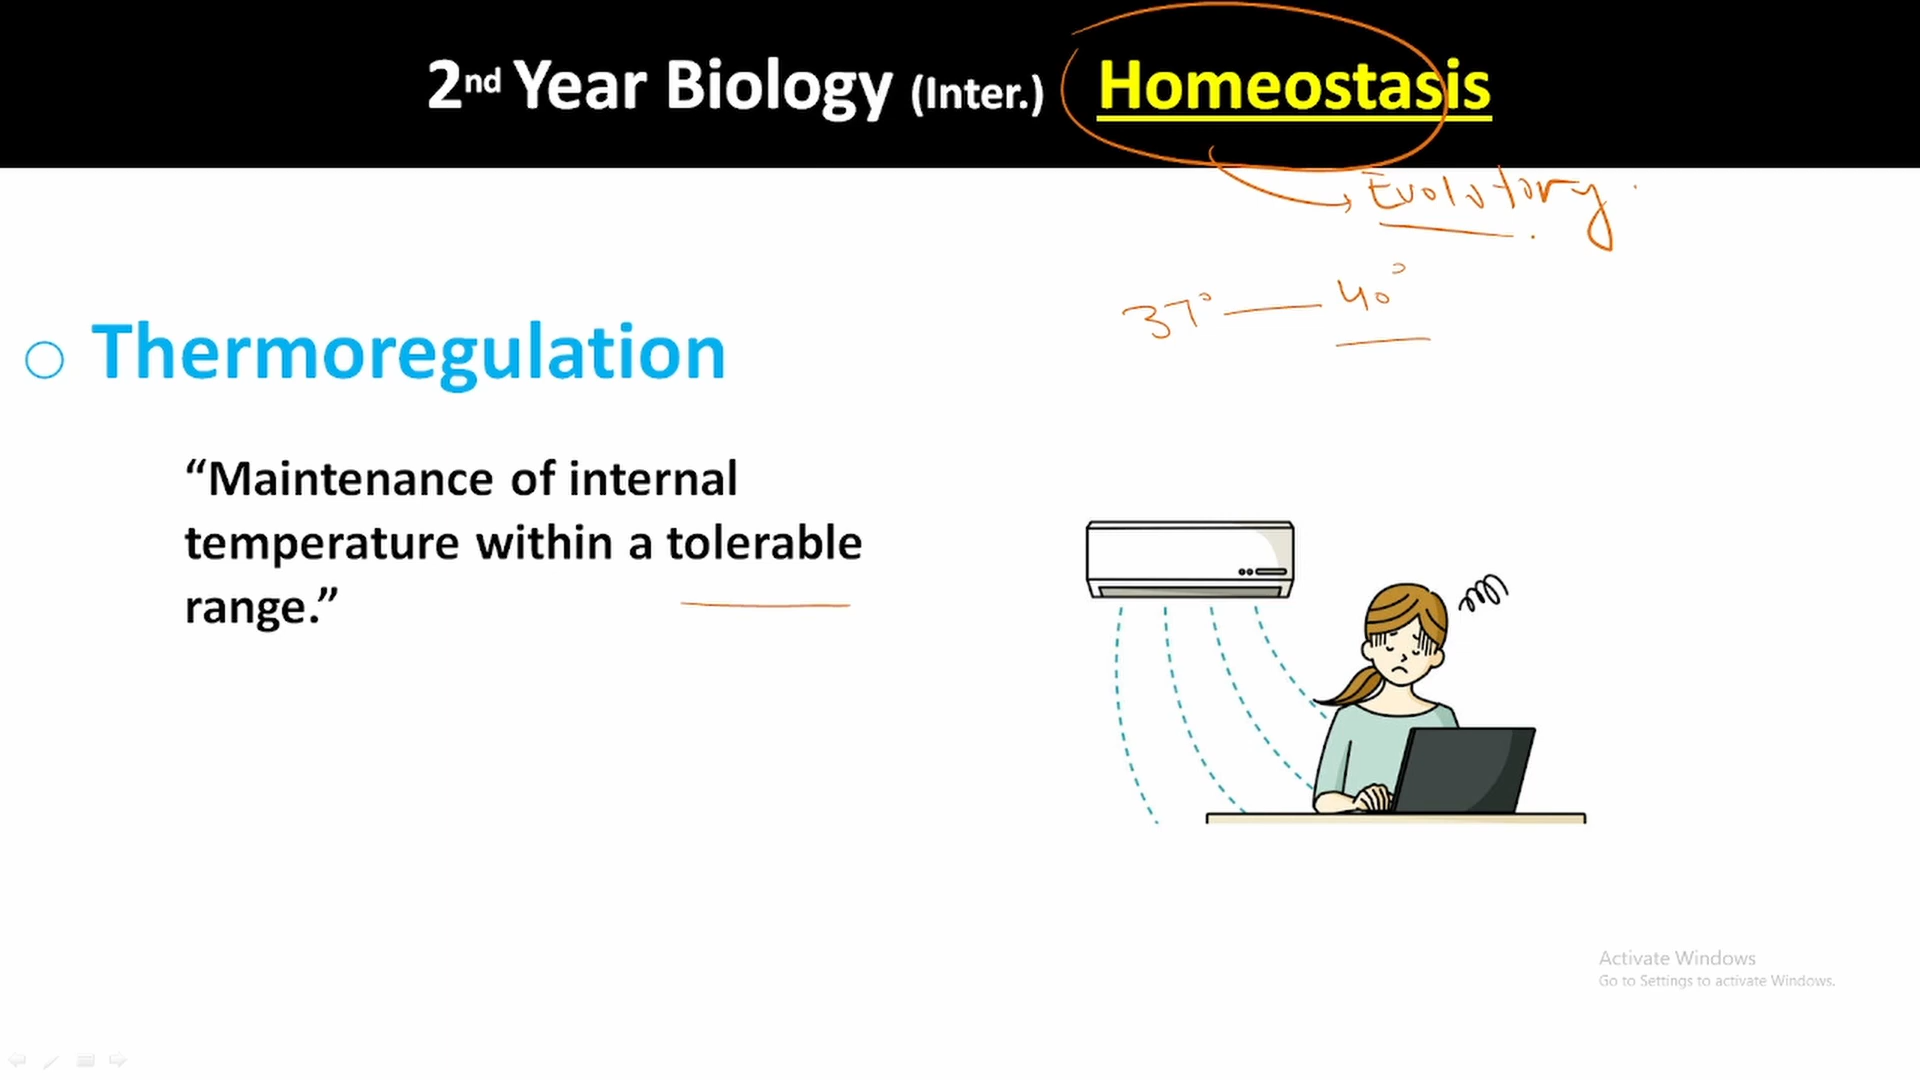 2nd Year Biology (Inter.) Homeostasis
Evolutory.
37° — 40°
Thermoregulation
“Maintenance of internal
temperature within a tolerable
range.”
Activate Windows
Go to Settings to activate Windows.